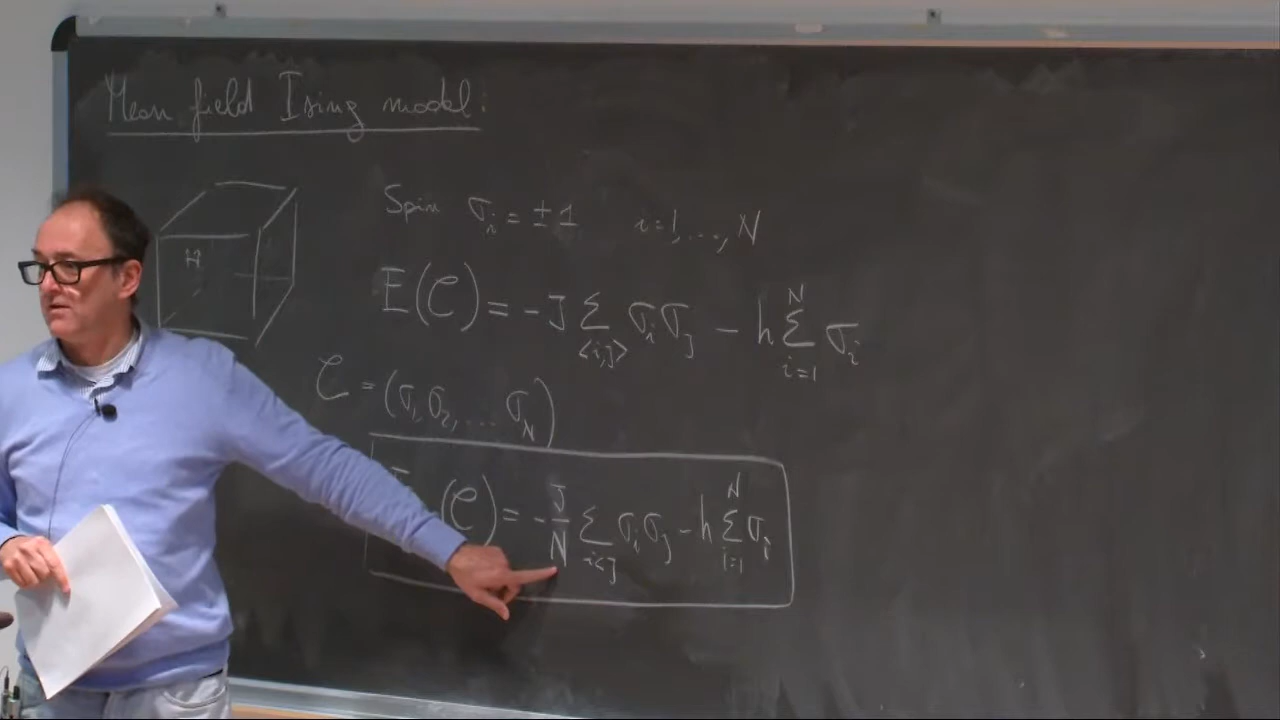 Mean field Ising model:
Spin σ_i = ±1 i=1,...,N
E(C) = -J Σ_{<i,j>} σ_i σ_j - h Σ_{i=1}^{N} σ_i
C = (σ_1, σ_2, ... σ_N)
(C) = -J/N Σ_{i<j} σ_i σ_j - h Σ_{i=1}^{N} σ_i